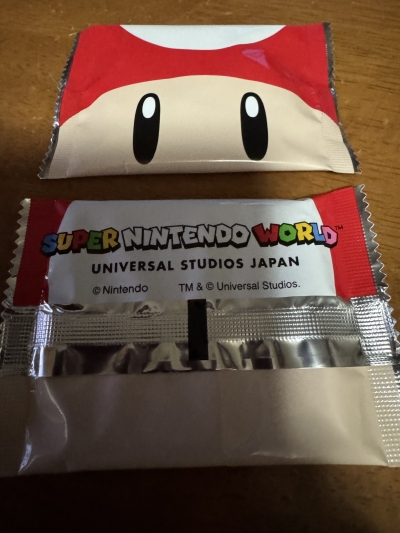 SUPER NINTENDO WORLD™
UNIVERSAL STUDIOS JAPAN
© Nintendo TM & © Universal Studios.